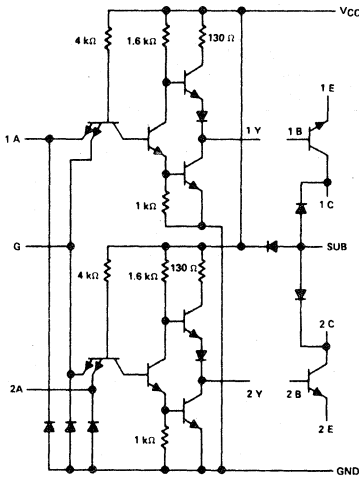 VCC
4 kΩ
1.6 kΩ
130 Ω
1 E
1 A
1 Y
1 B
1 kΩ
1 C
G
SUB
4 kΩ
1.6 kΩ
130 Ω
2 C
2A
2 Y
2 B
1 kΩ
2 E
GND